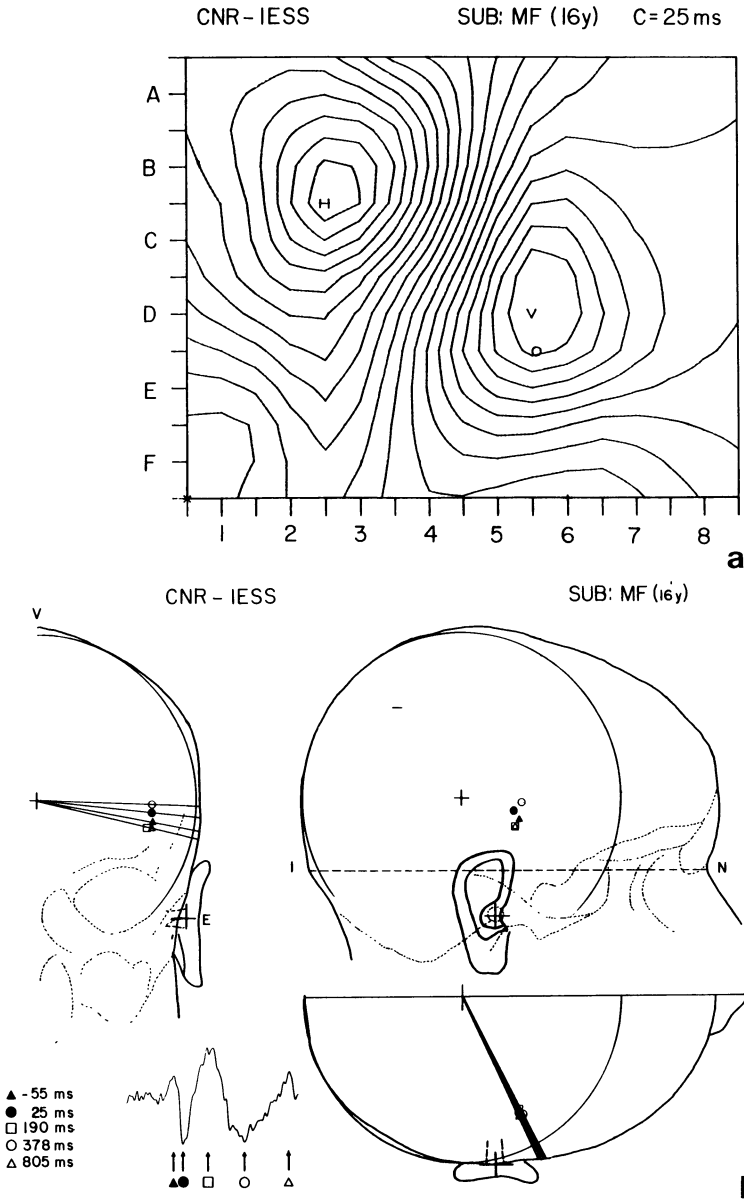 CNR - IESS SUB: MF (16y) C = 25 ms
A
B
H
C
D
V
O
E
F
1 2 3 4 5 6 7 8
a
CNR - IESS SUB: MF (16y)
V
I N
E
▲ - 55 ms
● 25 ms
□ 190 ms
○ 378 ms
△ 805 ms